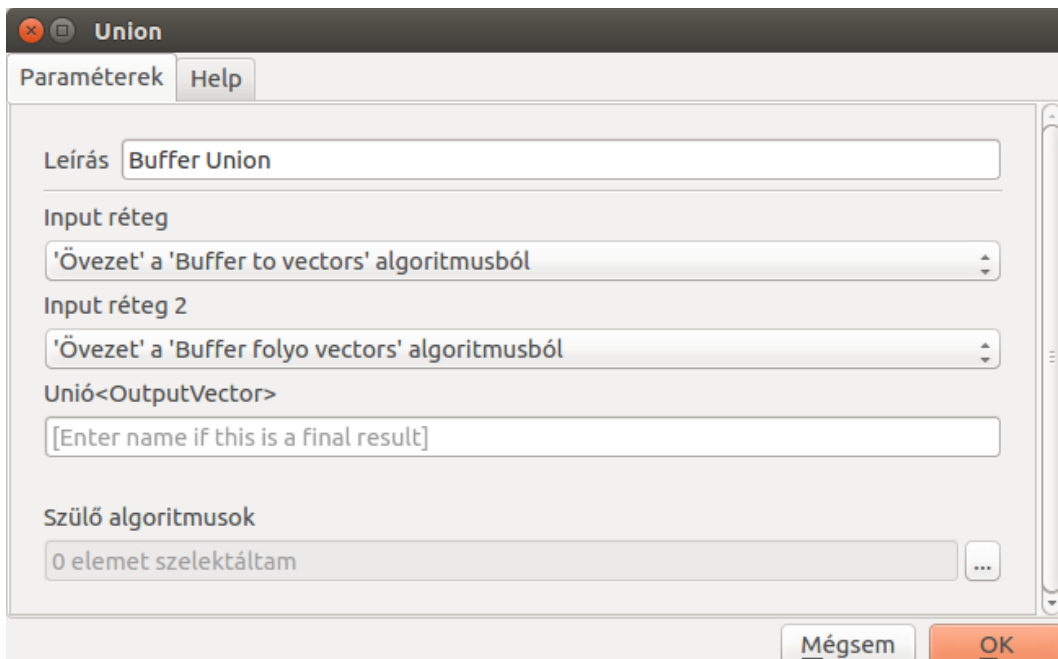 Union
Paraméterek Help
Leírás Buffer Union
Input réteg
'Övezet' a 'Buffer to vectors' algoritmusból
Input réteg 2
'Övezet' a 'Buffer folyo vectors' algoritmusból
Unió<OutputVector>
[Enter name if this is a final result]
Szülő algoritmusok
0 elemet szelektáltam ...
Mégsem OK